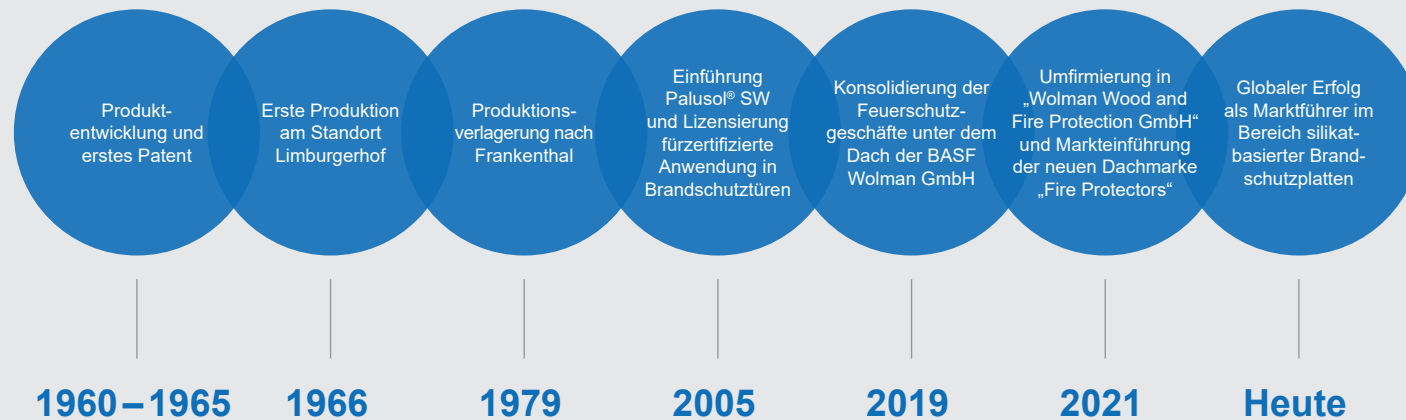 Produkt-
entwicklung und
erstes Patent
Erste Produktion
am Standort
Limburgerhof
Produktions-
verlagerung nach
Frankenthal
Einführung
Palusol® SW
und Lizensierung
fürzertifizierte
Anwendung in
Brandschutztüren
Konsolidierung der
Feuerschutz-
geschäfte unter dem
Dach der BASF
Wolman GmbH
Umfirmierung in
„Wolman Wood and
Fire Protection GmbH“
und Markteinführung
der neuen Dachmarke
„Fire Protectors“
Globaler Erfolg
als Marktführer im
Bereich silikat-
basierter Brand-
schutzplatten
1960–1965
1966
1979
2005
2019
2021
Heute